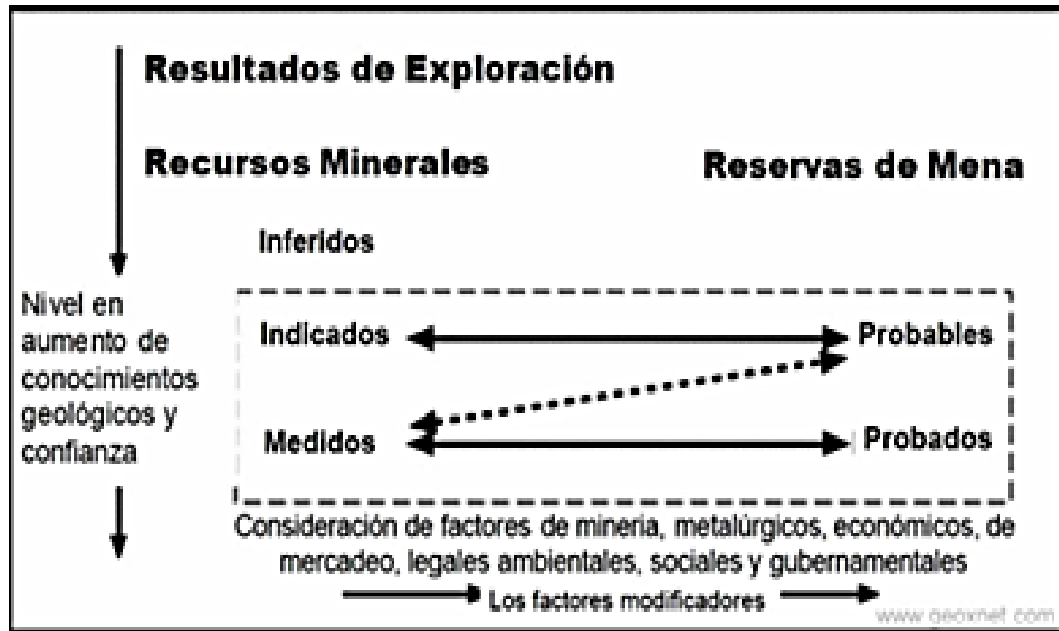 Resultados de Exploración
Recursos Minerales
Reservas de Mena
Inferidos
Nivel en
aumento de
conocimientos
geológicos y
confianza
Indicados
Probables
Medidos
Probados
Consideración de factores de minería, metalúrgicos, económicos, de
mercadeo, legales ambientales, sociales y gubernamentales
Los factores modificadores
www.geoxnet.com